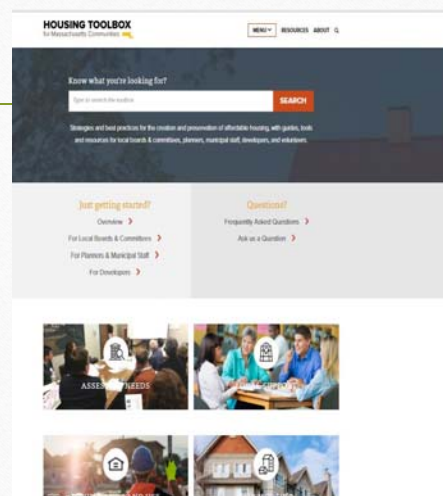 HOUSING TOOLBOX
for Massachusetts Communities
MENU RESOURCES ABOUT
Know what you're looking for?
Type to search the toolbox
SEARCH
Strategies and best practices for the creation and preservation of affordable housing, with guides, tools
and resources for local boards & committees, planners, municipal staff, developers, and volunteers.
Just getting started?
Overview
For Local Boards & Committees
For Planners & Municipal Staff
For Developers
Questions?
Frequently Asked Questions
Ask us a Question
NEEDS